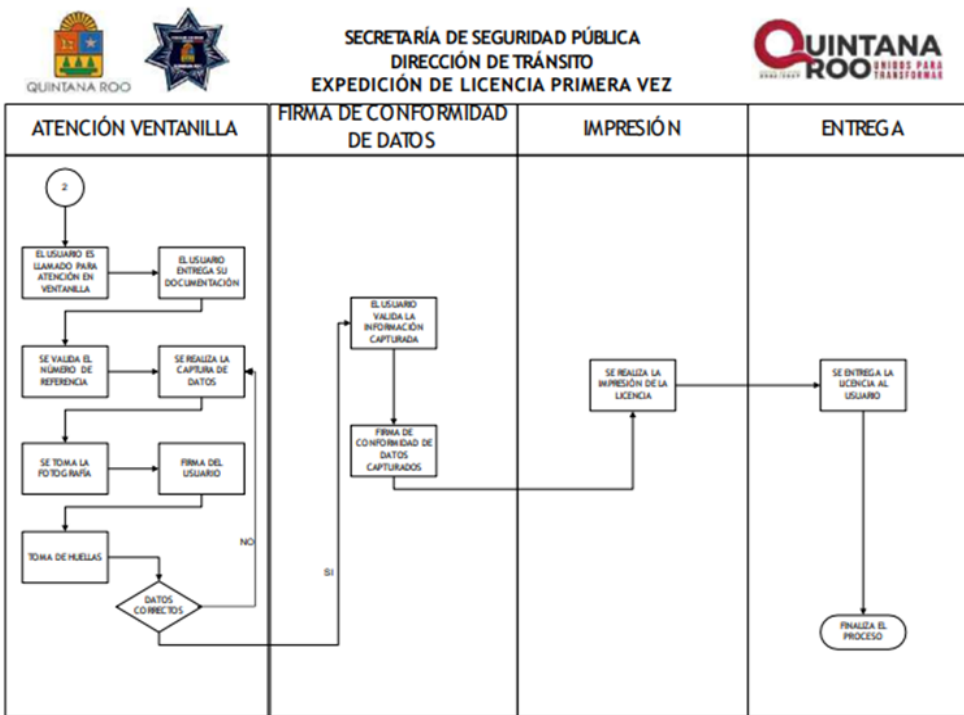 QUINTANA ROO
SECRETARÍA DE SEGURIDAD PÚBLICA
DIRECCIÓN DE TRÁNSITO
EXPEDICIÓN DE LICENCIA PRIMERA VEZ
QUINTANA
ROO
UNIDOS PARA
TRANSFORMAR
ATENCIÓN VENTANILLA
FIRMA DE CONFORMIDAD
DE DATOS
IMPRESIÓN
ENTREGA
2
EL USUARIO ES
LLAMADO PARA
ATENCIÓN EN
VENTANILLA
EL USUARIO
ENTREGA SU
DOCUMENTACIÓN
SE VALIDA EL
NÚMERO DE
REFERENCIA
SE REALIZA LA
CAPTURA DE
DATOS
SE TOMA LA
FOTOGRAFÍA
FIRMA DEL
USUARIO
TOMA DE HUELLAS
DATOS
CORRECTOS
NO
SI
EL USUARIO
VALIDA LA
INFORMACIÓN
CAPTURADA
FIRMA DE
CONFORMIDAD DE
DATOS
CAPTURADOS
SE REALIZA LA
IMPRESIÓN DE LA
LICENCIA
SE ENTREGA LA
LICENCIA AL
USUARIO
FINALIZA EL
PROCESO